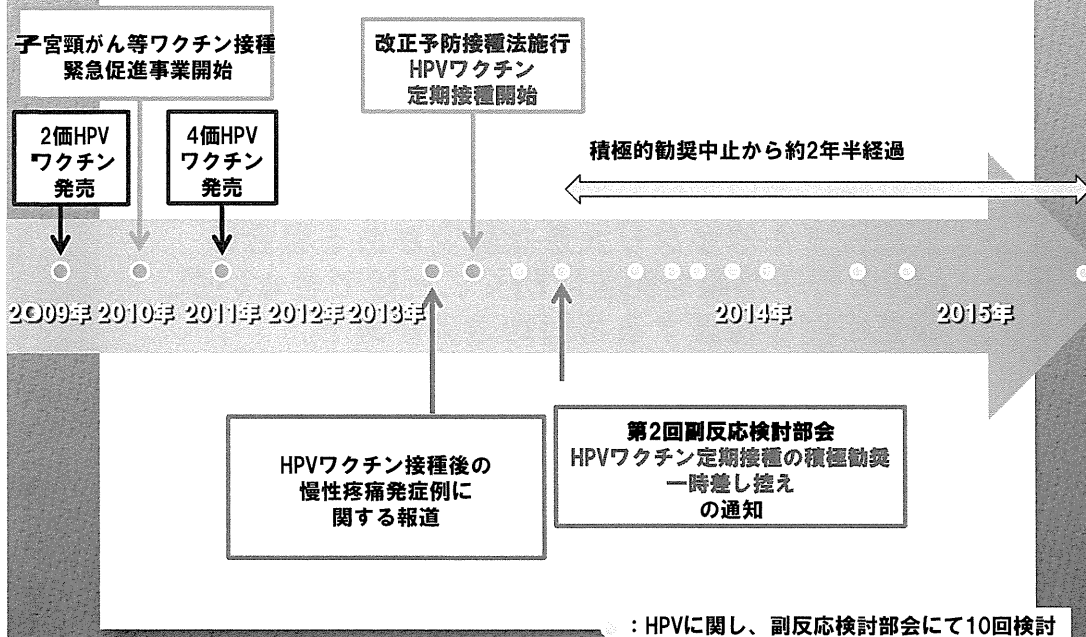 子宮頸がん等ワクチン接種
緊急促進事業開始
改正予防接種法施行
HPVワクチン
定期接種開始
2価HPV
ワクチン
発売
4価HPV
ワクチン
発売
積極的勧奨中止から約2年半経過
2009年 2010年 2011年 2012年 2013年 2014年 2015年
HPVワクチン接種後の
慢性疼痛発症例に
関する報道
第2回副反応検討部会
HPVワクチン定期接種の積極勧奨
一時差し控え
の通知
：HPVに関し、副反応検討部会にて10回検討